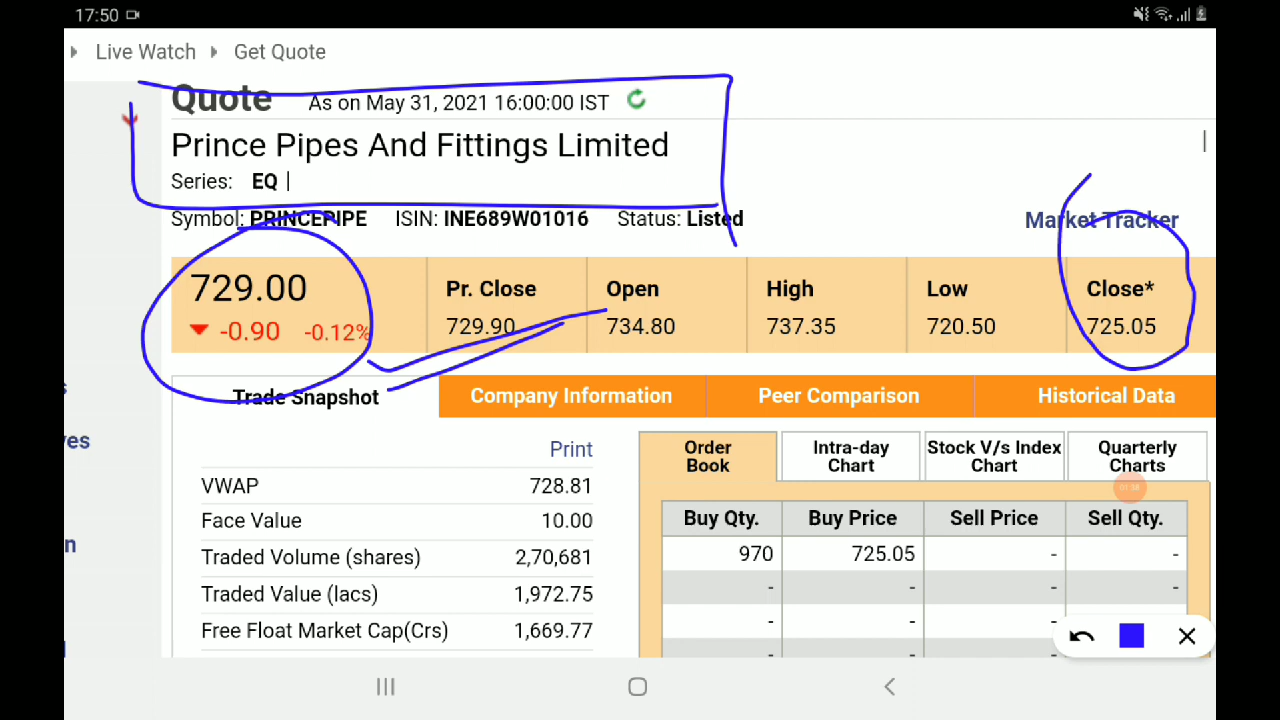 17:50
Live Watch Get Quote
Quote As on May 31, 2021 16:00:00 IST
Prince Pipes And Fittings Limited
Series: EQ |
Symbol: PRINCEPIPE ISIN: INE689W01016 Status: Listed
Market Tracker
729.00
-0.90 -0.12%
Pr. Close Open High Low Close*
729.90 734.80 737.35 720.50 725.05
Trade Snapshot Company Information Peer Comparison Historical Data
Print
VWAP 728.81
Face Value 10.00
Traded Volume (shares) 2,70,681
Traded Value (lacs) 1,972.75
Free Float Market Cap(Crs) 1,669.77
Order Book Intra-day Chart Stock V/s Index Chart Quarterly Charts
Buy Qty. Buy Price Sell Price Sell Qty.
970 725.05 - -
- - - -
- - - -
- - -